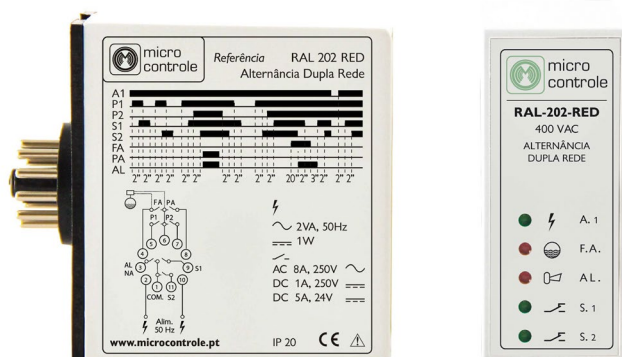 micro
controle
Referência RAL 202 RED
Alternância Dupla Rede
A1
P1
P2
S1
S2
FA
PA
AL
2" 2" 2" 2" 2" 2" 2" 2" 20" 2" 3" 2" 2" 2"
FA PA
P1 P2
5 6 7
4 8
AL 3 9 S1
NA 2 10
1 11
COM. S2
Alim.
50 Hz
www.microcontrole.pt
2VA, 50Hz
1W
AC 8A, 250V
DC 1A, 250V
DC 5A, 24V
IP 20 CE
micro
controle
RAL-202-RED
400 VAC
ALTERNÂNCIA
DUPLA REDE
A. 1
F.A.
AL.
S. 1
S. 2